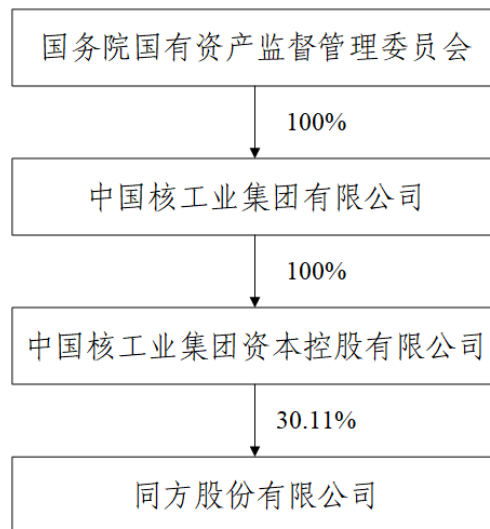 国务院国有资产监督管理委员会
100%
中国核工业集团有限公司
100%
中国核工业集团资本控股有限公司
30.11%
同方股份有限公司